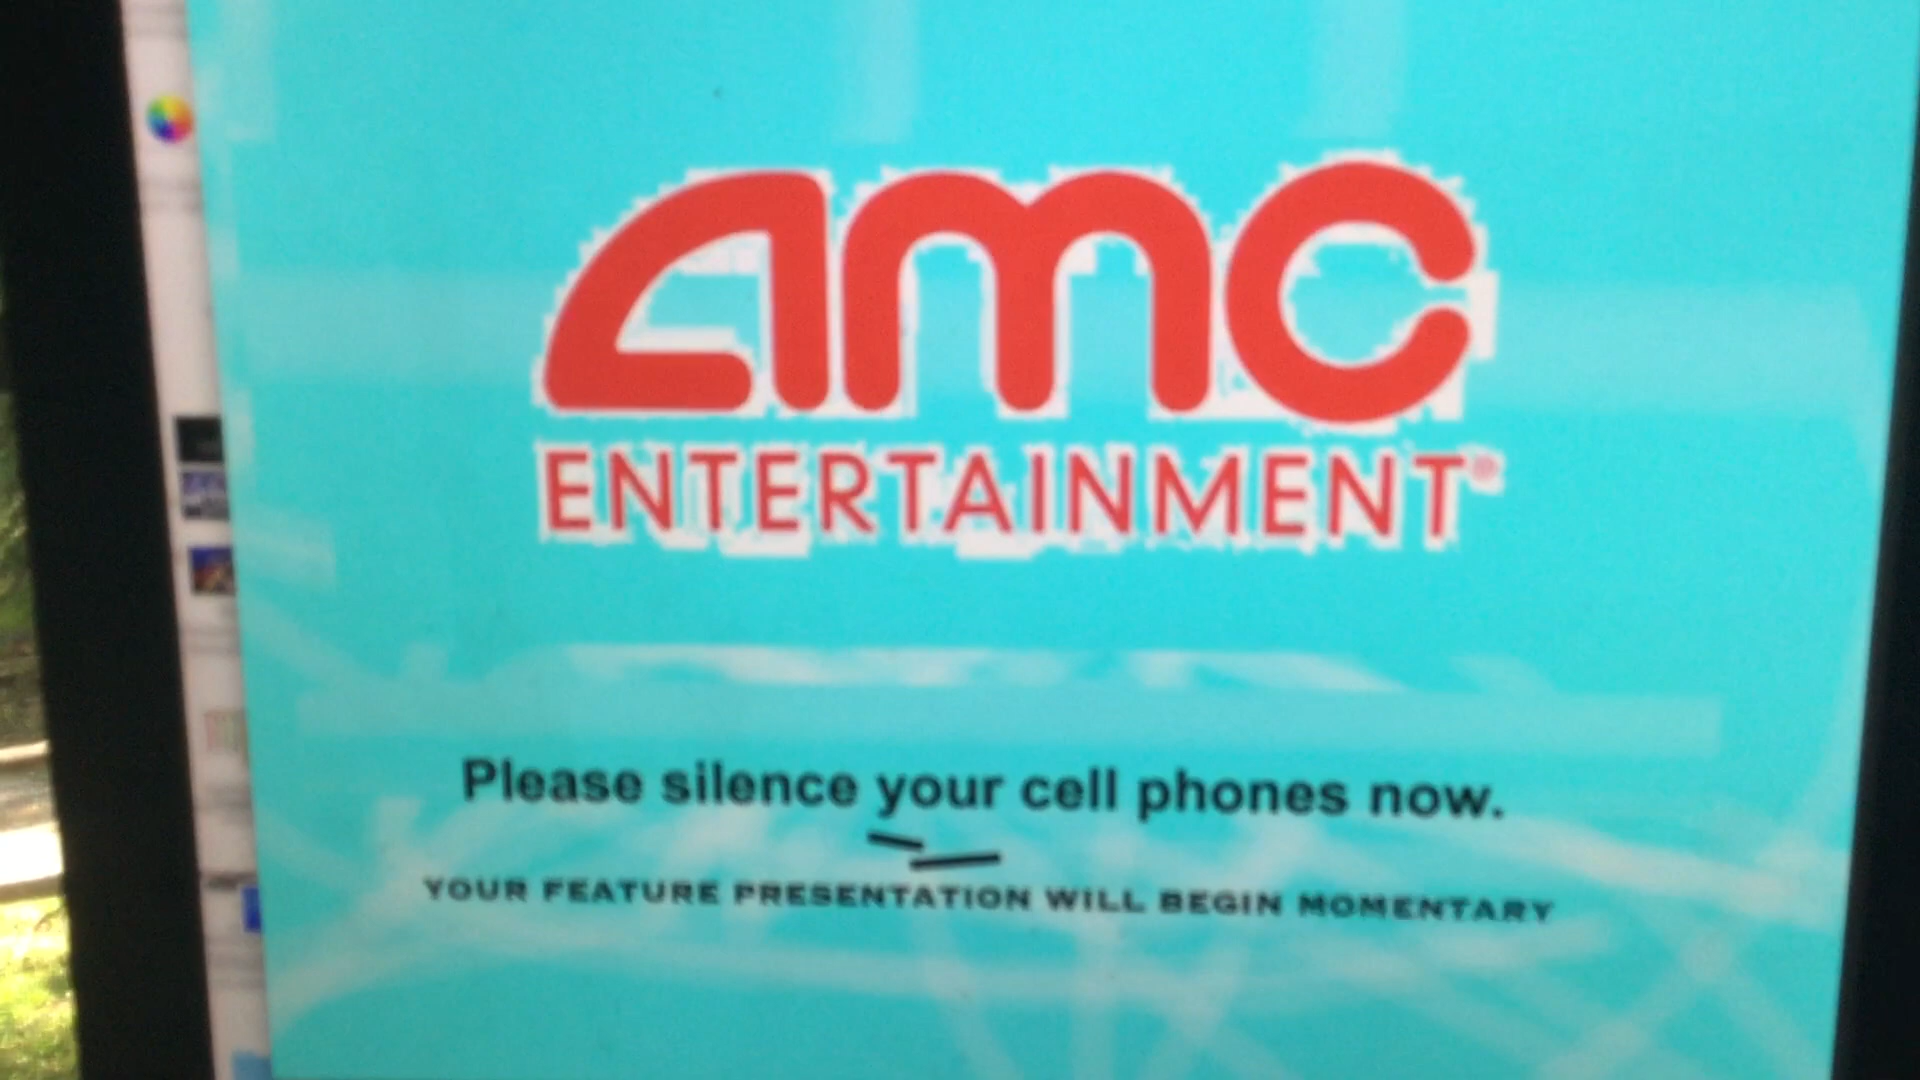 amc
ENTERTAINMENT®
Please silence your cell phones now.
YOUR FEATURE PRESENTATION WILL BEGIN MOMENTARY